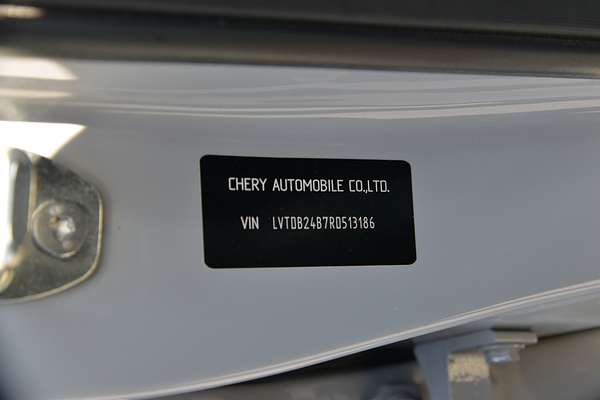 CHERY AUTOMOBILE CO.,LTD.
VIN LVTDB24B7RD513186